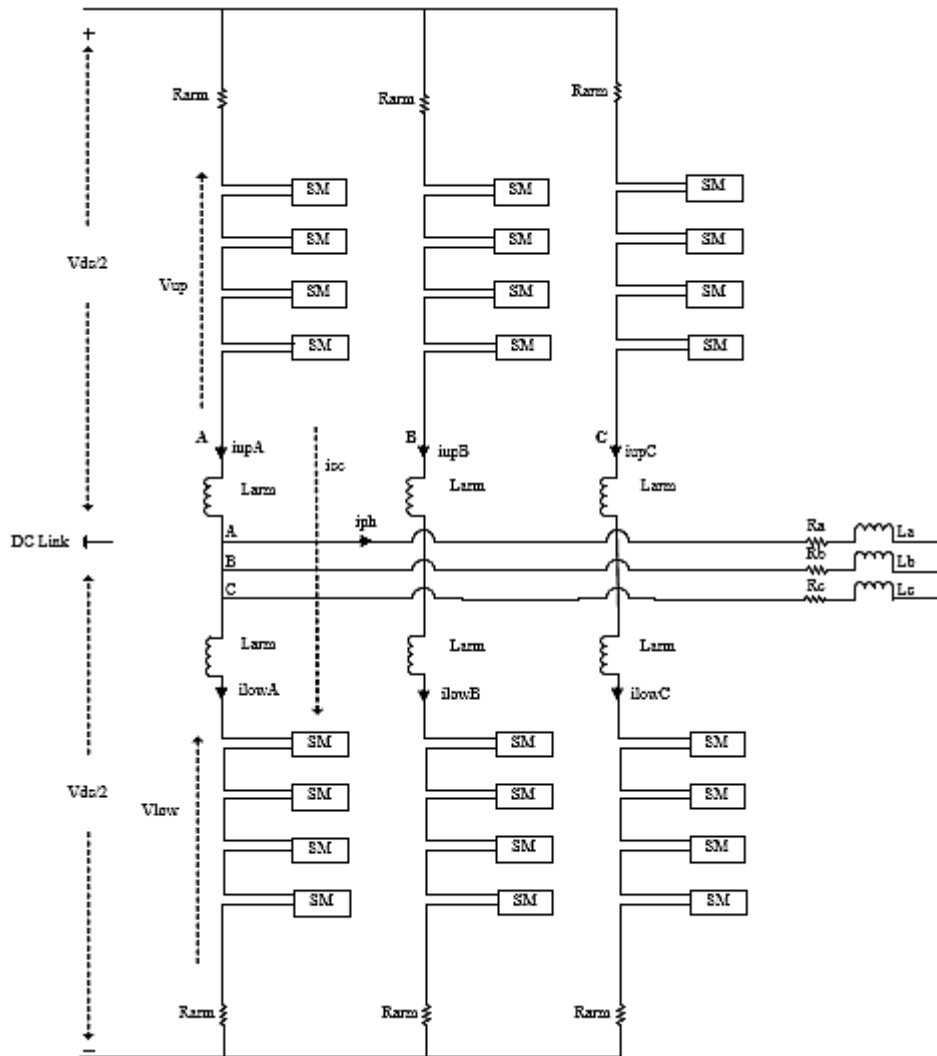 +
Rarm Rarm Rarm
SM SM SM
SM SM SM
Vdc/2
Vup SM SM SM
SM SM SM
A iupA B iupB C iupC
icc
Larm Larm Larm
DC Link A iph Ra La
B Rb Lb
C Rc Lc
Larm Larm Larm
ilowA ilowB ilowC
SM SM SM
Vdc/2 Vlow SM SM SM
SM SM SM
SM SM SM
Rarm Rarm Rarm
−